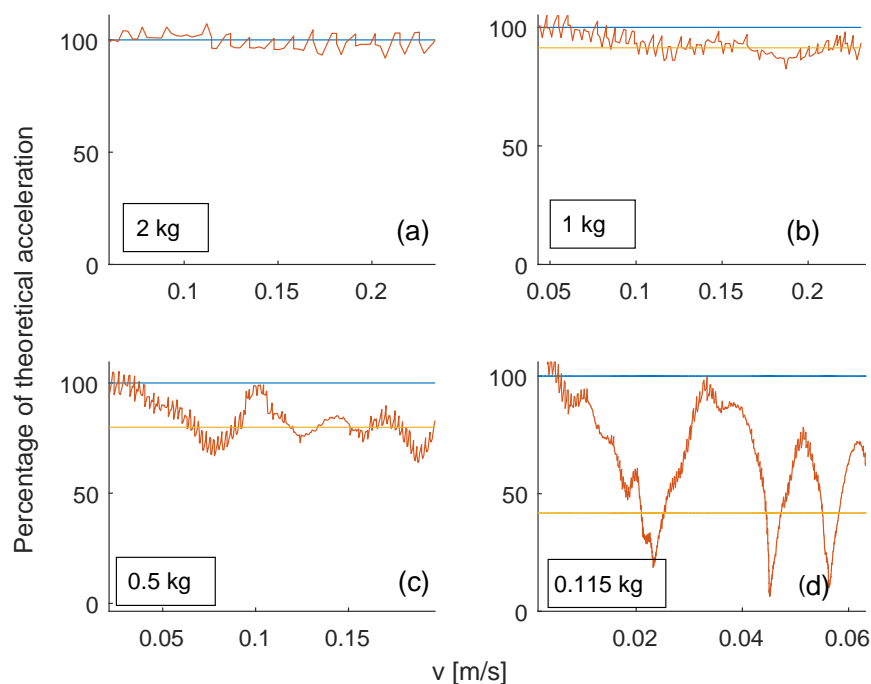 Percentage of theoretical acceleration
100
50
0
2 kg
(a)
0.1 0.15 0.2
100
50
0
1 kg
(b)
0.05 0.1 0.15 0.2
100
50
0
0.5 kg
(c)
0.05 0.1 0.15
100
50
0
0.115 kg
(d)
0.02 0.04 0.06
v [m/s]